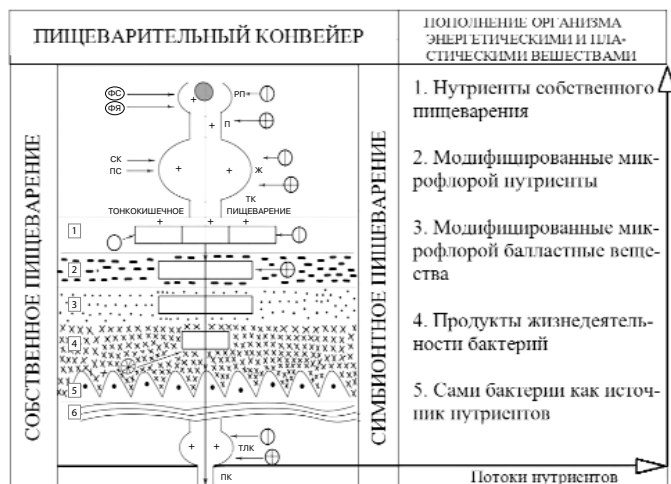 ПИЩЕВАРИТЕЛЬНЫЙ КОНВЕЙЕР
ПОПОЛНЕНИЕ ОРГАНИЗМА
ЭНЕРГЕТИЧЕСКИМИ И ПЛА-
СТИЧЕСКИМИ ВЕЩЕСТВАМИ
СОБСТВЕННОЕ ПИЩЕВАРЕНИЕ
ФС
ФЯ
РП
П
СК
ПС
Ж
ТК
ТОНКОКИШЕЧНОЕ ПИЩЕВАРЕНИЕ
1
2
3
4
5
6
ТЛК
ПК
СИМБИОНТНОЕ ПИЩЕВАРЕНИЕ
1. Нутриенты собственного
пищеварения
2. Модифицированные мик-
рофлорой нутриенты
3. Модифицированные мик-
рофлорой балластные веще-
ства
4. Продукты жизнедеятель-
ности бактерий
5. Сами бактерии как источ-
ник нутриентов
Потоки нутриентов